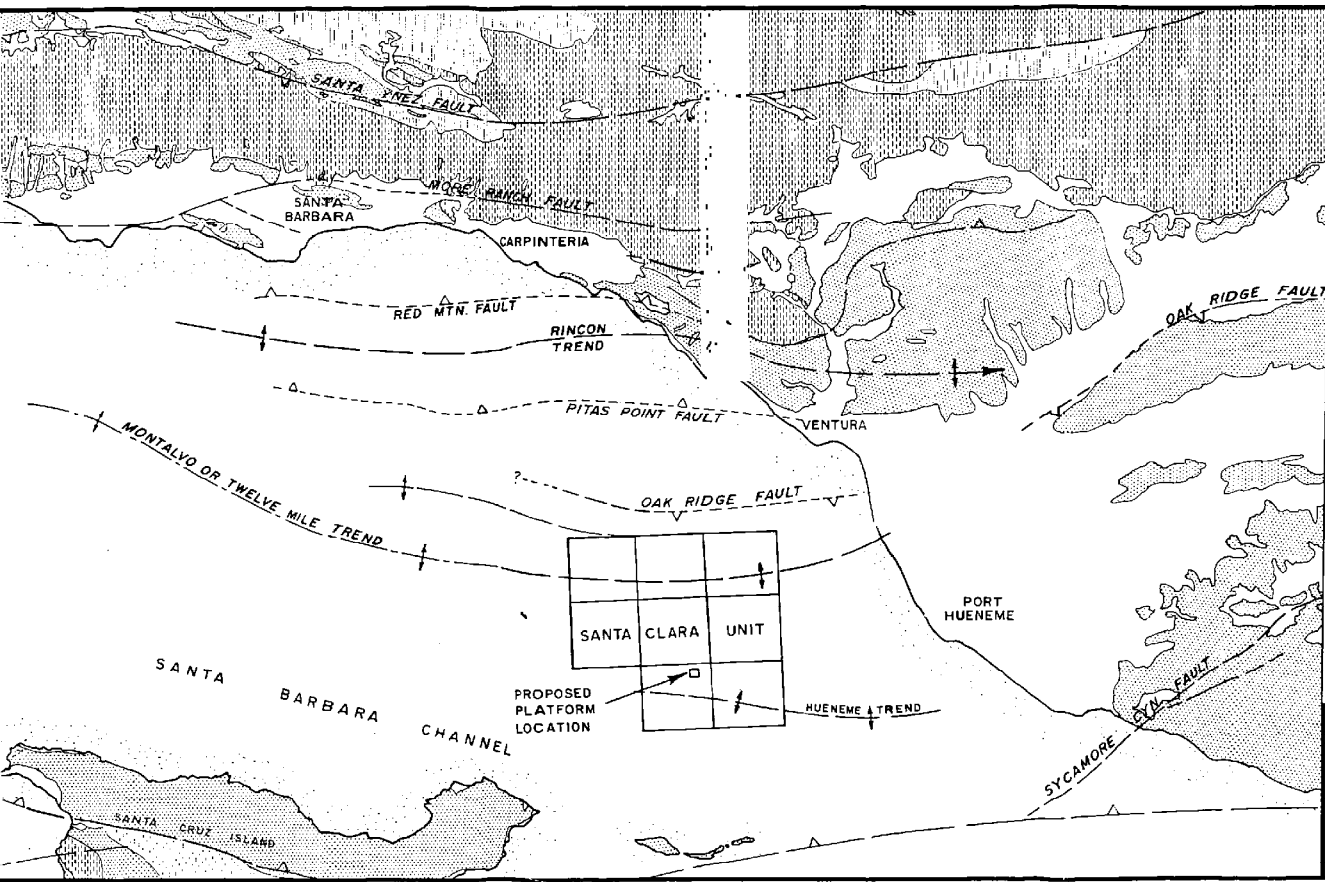 SANTA YNEZ FAULT
MORE RANCH FAULT
SANTA
BARBARA
CARPINTERIA
RED MTN. FAULT
RINCON
TREND
OAK RIDGE FAULT
PITAS POINT FAULT
VENTURA
MONTALVO OR TWELVE MILE TREND
?
OAK RIDGE FAULT
PORT
HUENEME
SANTA CLARA UNIT
SANTA BARBARA CHANNEL
PROPOSED
PLATFORM
LOCATION
HUENEME TREND
SYCAMORE CYN FAULT
SANTA CRUZ ISLAND